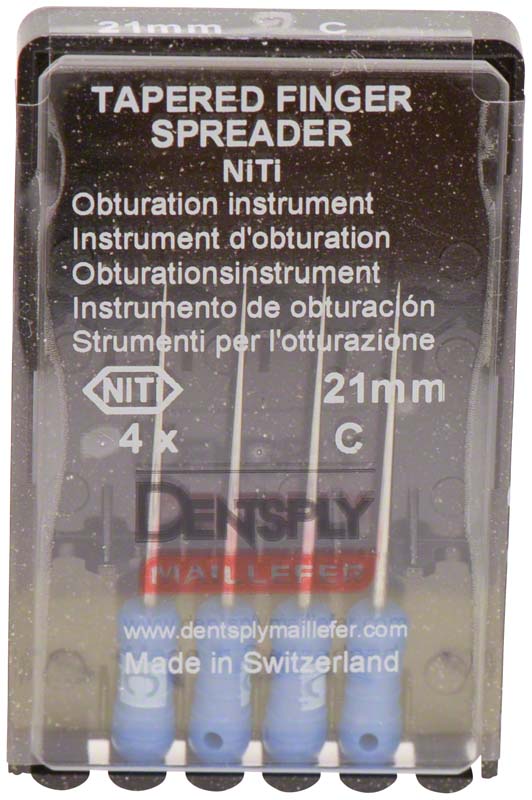 21mm C
TAPERED FINGER
SPREADER
NiTi
Obturation instrument
Instrument d'obturation
Obturationsinstrument
Instrumento de obturación
Strumenti per l'otturazione
NiTi 21mm
4 x C
DENTSPLY
MAILLEFER
www.dentsplymaillefer.com
Made in Switzerland
C